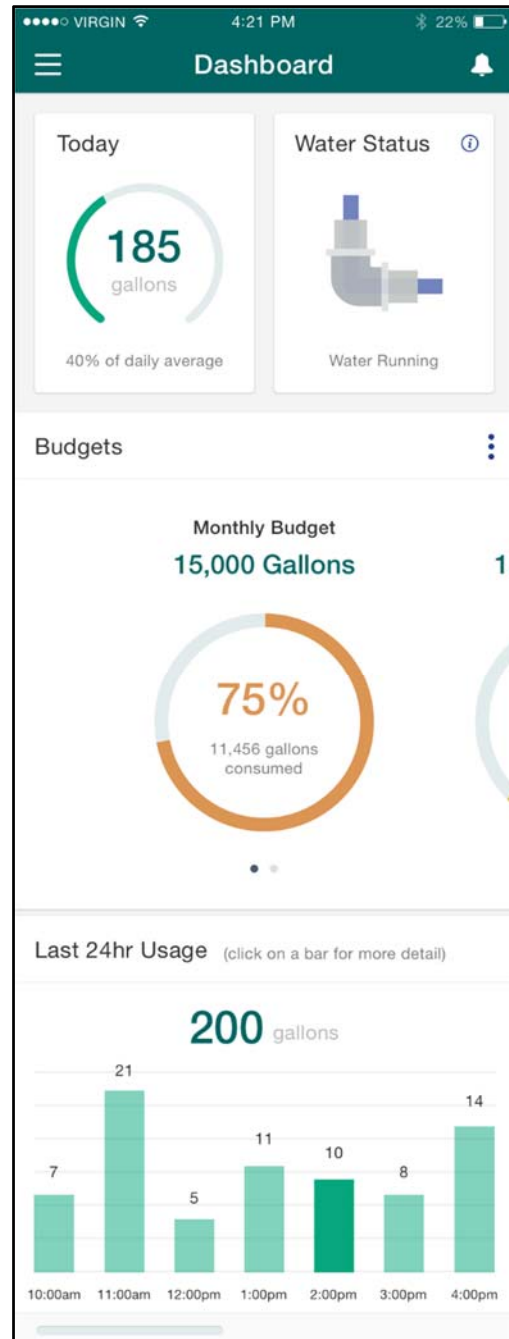 VIRGIN 4:21 PM 22%
Dashboard
Today
185
gallons
40% of daily average
Water Status i
Water Running
Budgets
Monthly Budget
15,000 Gallons
1
75%
11,456 gallons
consumed
Last 24hr Usage (click on a bar for more detail)
200 gallons
7 21 5 11 10 8 14
10:00am 11:00am 12:00pm 1:00pm 2:00pm 3:00pm 4:00pm